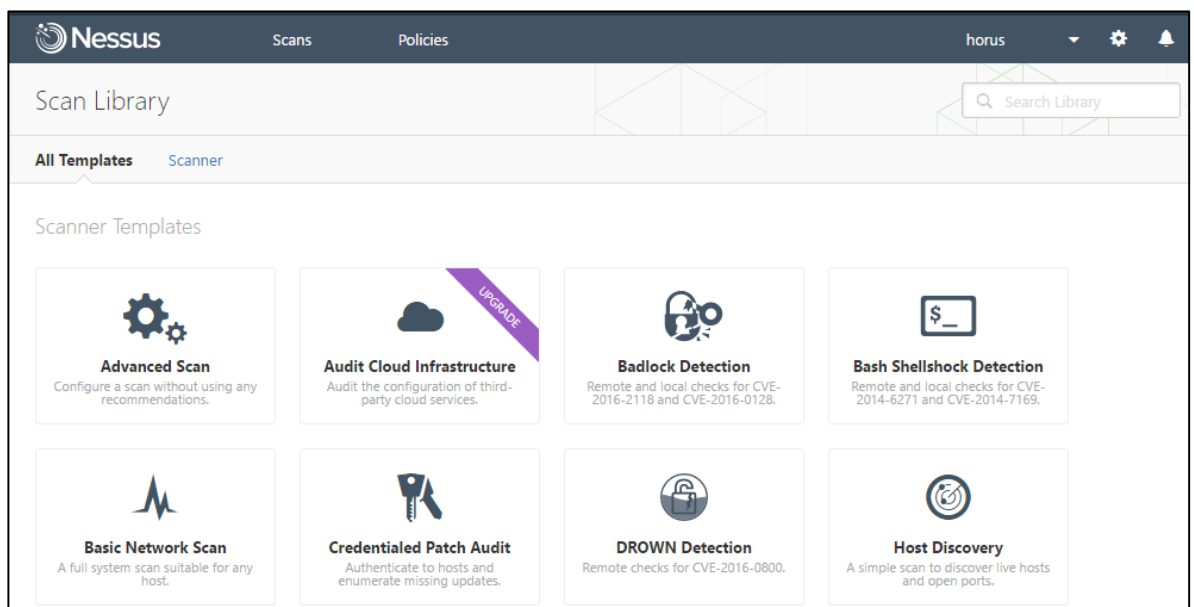 Nessus
Scans
Policies
horus
Scan Library
Search Library
All Templates
Scanner
Scanner Templates
Advanced Scan
Configure a scan without using any
recommendations.
UPGRADE
Audit Cloud Infrastructure
Audit the configuration of third-
party cloud services.
Badlock Detection
Remote and local checks for CVE-
2016-2118 and CVE-2016-0128.
$_
Bash Shellshock Detection
Remote and local checks for CVE-
2014-6271 and CVE-2014-7169.
Basic Network Scan
A full system scan suitable for any
host.
Credentialed Patch Audit
Authenticate to hosts and
enumerate missing updates.
DROWN Detection
Remote checks for CVE-2016-0800.
Host Discovery
A simple scan to discover live hosts
and open ports.